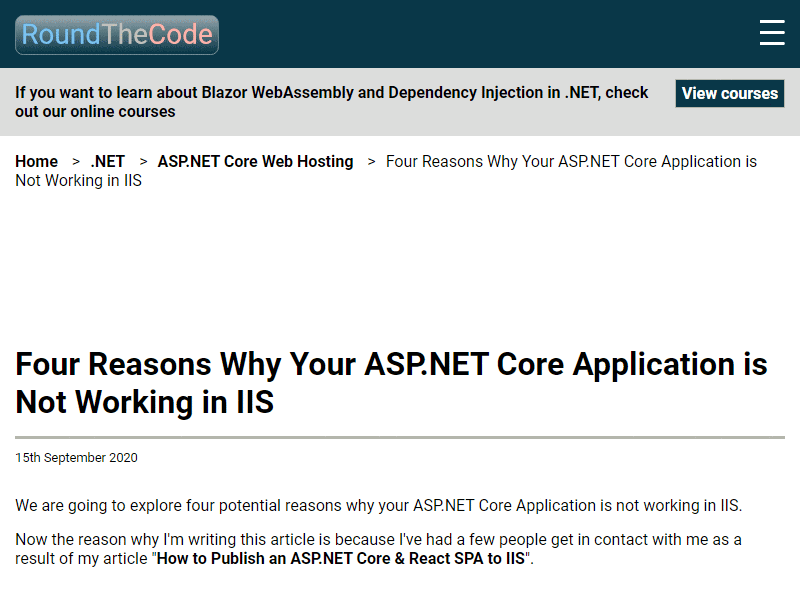 RoundTheCode
If you want to learn about Blazor WebAssembly and Dependency Injection in .NET, check
out our online courses
View courses
Home > .NET > ASP.NET Core Web Hosting > Four Reasons Why Your ASP.NET Core Application is
Not Working in IIS
Four Reasons Why Your ASP.NET Core Application is
Not Working in IIS
15th September 2020
We are going to explore four potential reasons why your ASP.NET Core Application is not working in IIS.
Now the reason why I'm writing this article is because I've had a few people get in contact with me as a
result of my article "How to Publish an ASP.NET Core & React SPA to IIS".